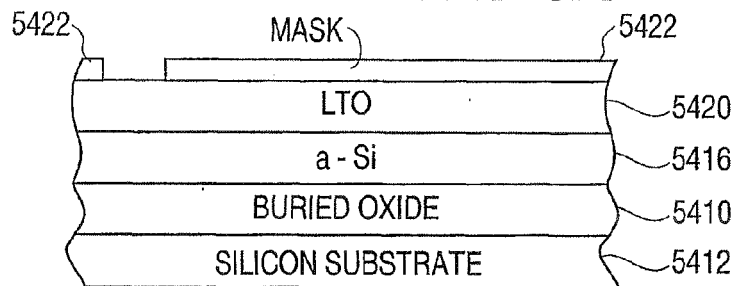 5422 MASK 5422
LTO 5420
a - Si 5416
BURIED OXIDE 5410
SILICON SUBSTRATE 5412